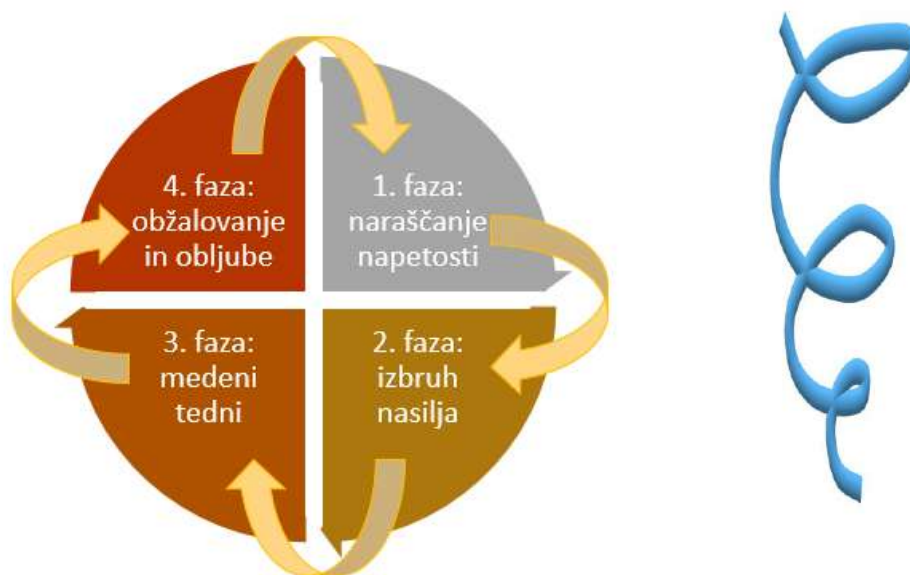 4. faza:
obžalovanje
in obljube
1. faza:
naraščanje
napetosti
3. faza:
medeni
tedni
2. faza:
izbruh
nasilja